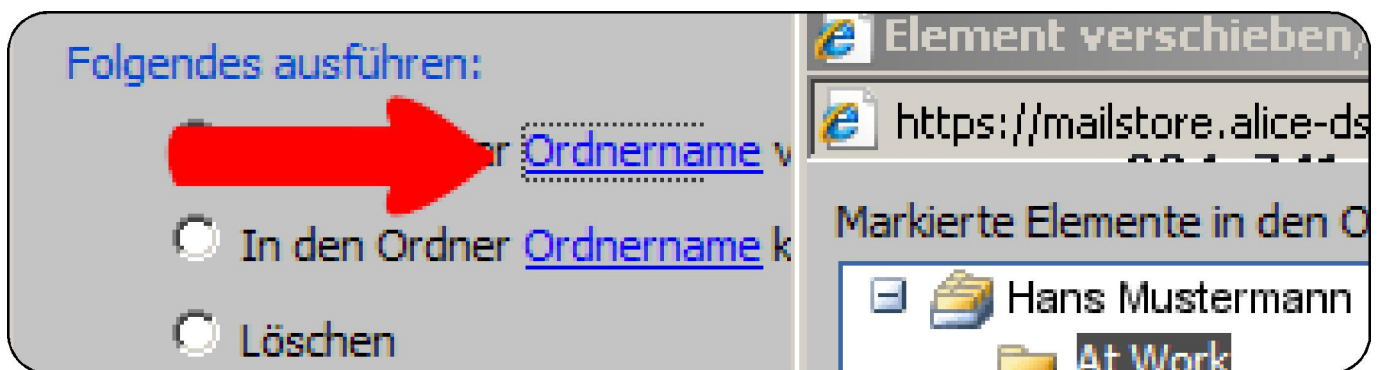 Folgendes ausführen:
Ordnername
In den Ordner Ordnername k
Löschen
Element verschieben,
https://mailstore.alice-ds
Markierte Elemente in den O
Hans Mustermann
At Work